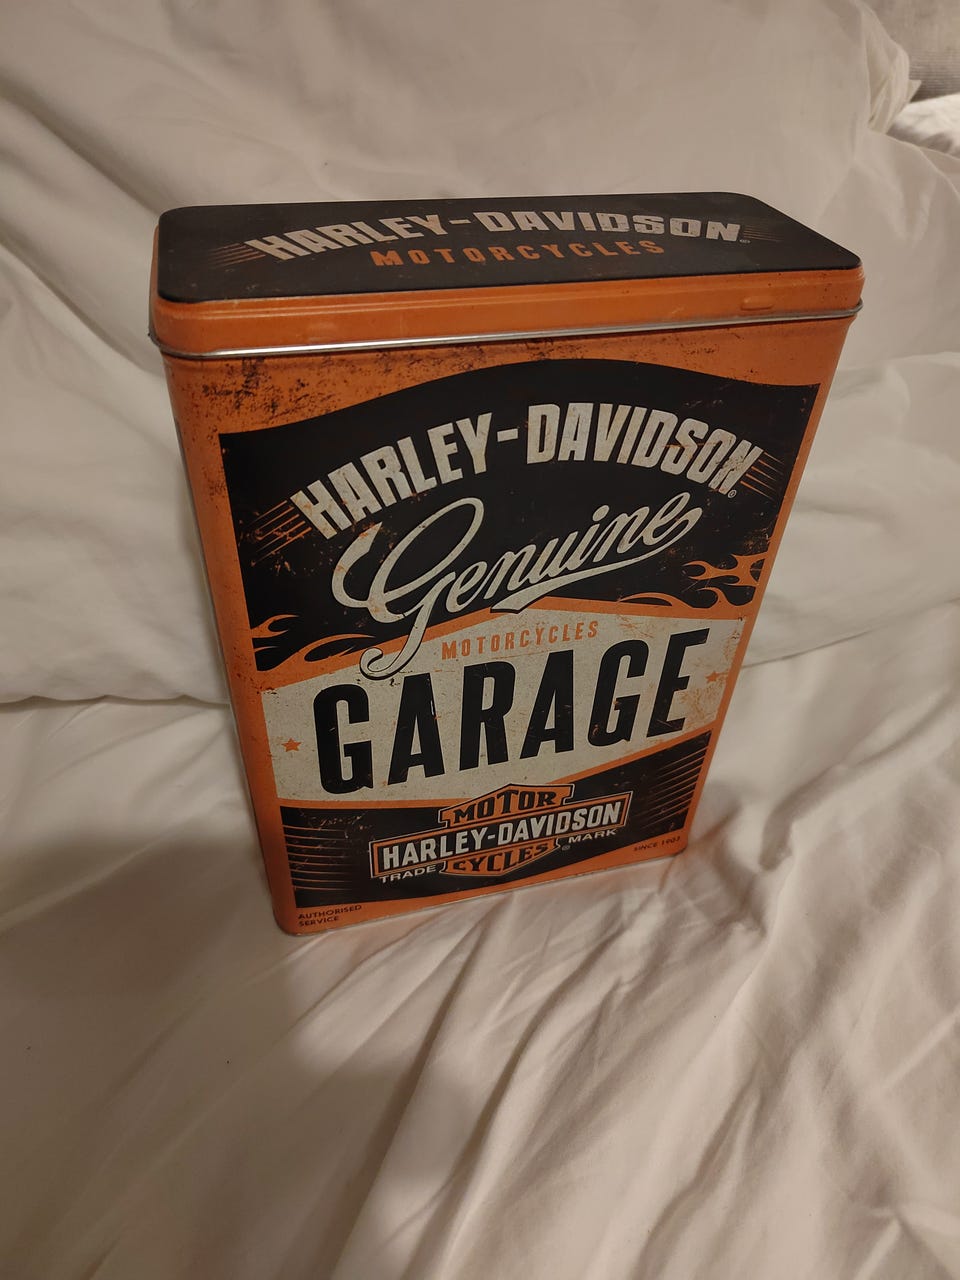 HARLEY-DAVIDSON®
MOTORCYCLES
HARLEY-DAVIDSON®
Genuine
MOTORCYCLES
GARAGE
MOTOR
HARLEY-DAVIDSON
CYCLES
TRADE ® MARK
SINCE 1903
AUTHORISED
SERVICE